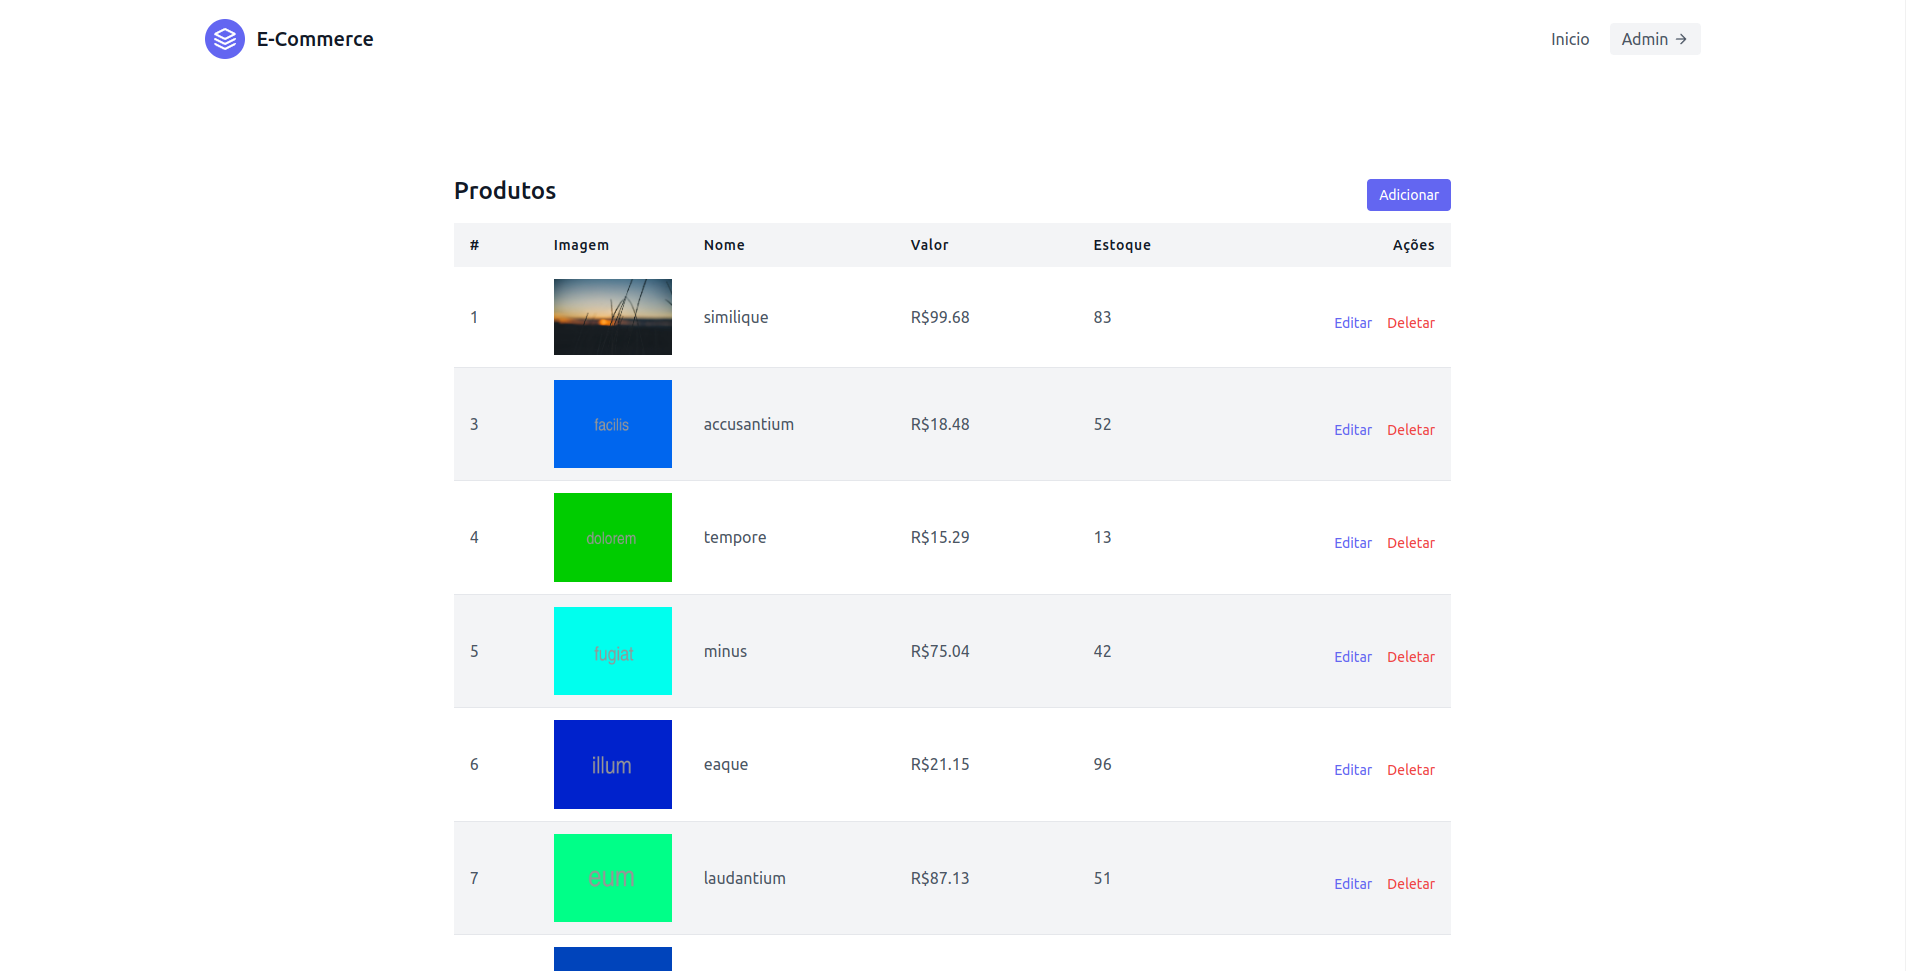 E-Commerce
Inicio
Admin →
Produtos
Adicionar
# Imagem Nome Valor Estoque Ações
1 similique R$99.68 83 Editar Deletar
3 facilis accusantium R$18.48 52 Editar Deletar
4 dolorem tempore R$15.29 13 Editar Deletar
5 fugiat minus R$75.04 42 Editar Deletar
6 illum eaque R$21.15 96 Editar Deletar
7 eum laudantium R$87.13 51 Editar Deletar